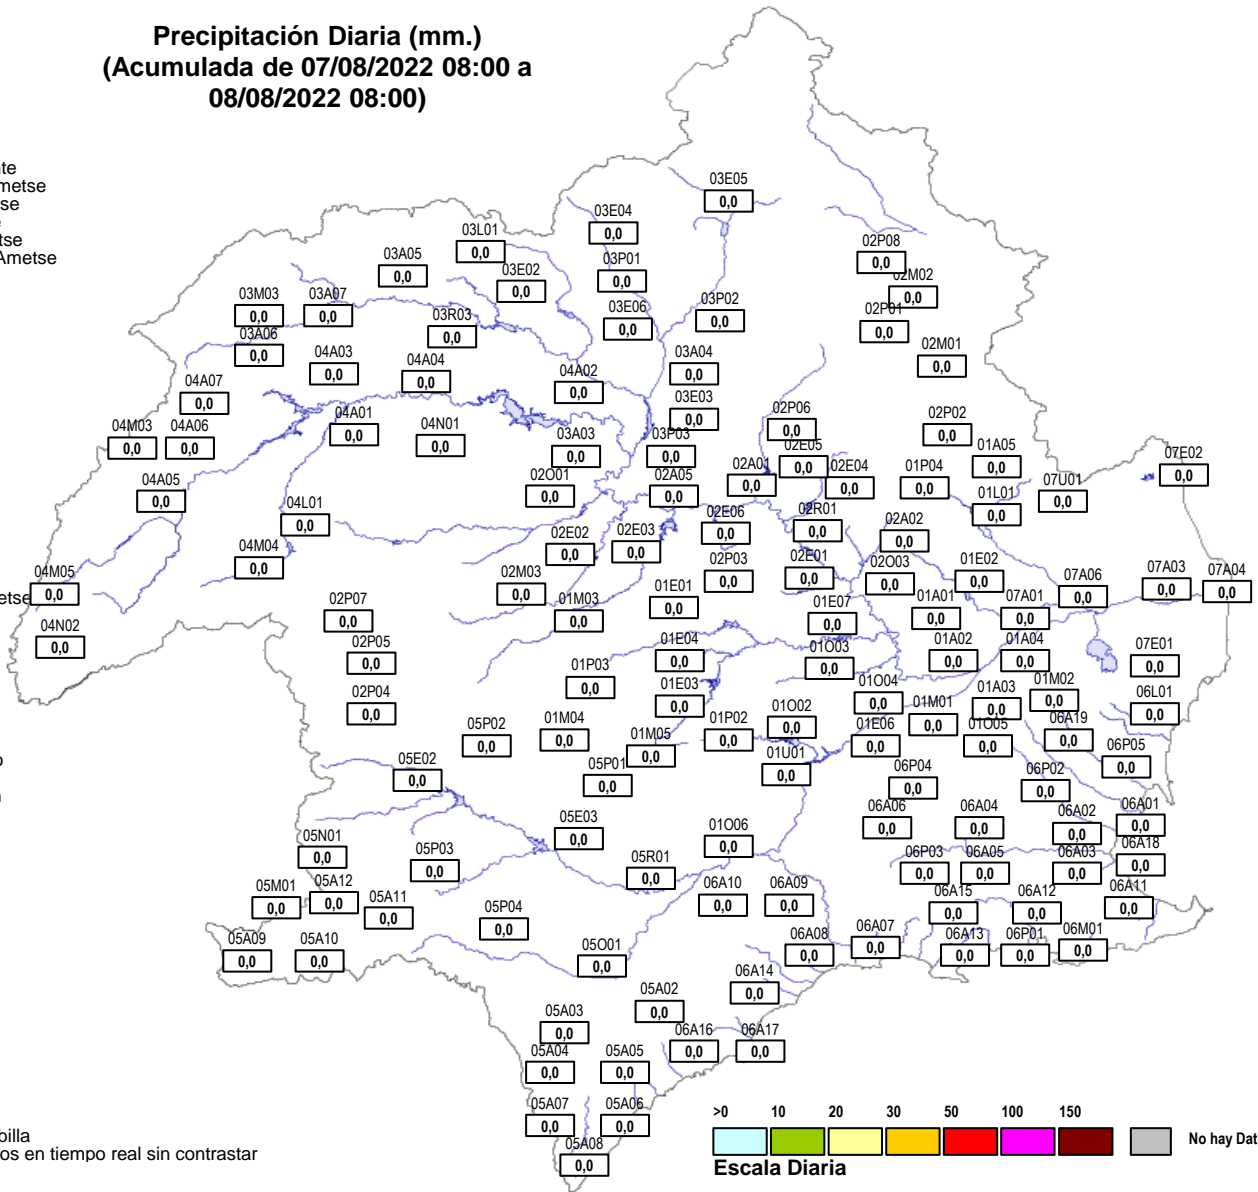 Precipitación Diaria (mm.)
(Acumulada de 07/08/2022 08:00 a
08/08/2022 08:00)
03E05
0,0
03E04
0,0
03L01
0,0
02P08
0,0
03A05
0,0
03P01
0,0
03E02
0,0
02M02
0,0
03M03
0,0
03A07
0,0
03P02
0,0
03E06
0,0
02P01
0,0
03R03
0,0
03A06
0,0
02M01
0,0
04A03
0,0
03A04
0,0
04A04
0,0
04A02
0,0
04A07
0,0
03E03
0,0
02P06
0,0
04A01
0,0
02P02
0,0
04M03
0,0
04A06
0,0
04N01
0,0
03A03
0,0
03P03
0,0
02E05
0,0
01A05
0,0
07E02
0,0
02A01
0,0
02E04
0,0
01P04
0,0
02O01
0,0
02A05
0,0
04A05
0,0
07U01
0,0
01L01
0,0
04L01
0,0
02E06
0,0
02R01
0,0
02A02
0,0
02E02
0,0
02E03
0,0
04M04
0,0
02P03
0,0
02E01
0,0
02O03
0,0
01E02
0,0
04M05
0,0
02M03
0,0
07A06
0,0
07A03
0,0
07A04
0,0
01E01
0,0
01M03
0,0
02P07
0,0
01E07
0,0
01A01
0,0
07A01
0,0
04N02
0,0
02P05
0,0
01E04
0,0
01O03
0,0
01A02
0,0
01A04
0,0
07E01
0,0
01P03
0,0
01E03
0,0
01O04
0,0
01A03
0,0
01M02
0,0
06L01
0,0
02P04
0,0
01M01
0,0
05P02
0,0
01M04
0,0
01M05
0,0
01P02
0,0
01O02
0,0
01E06
0,0
01O05
0,0
06A19
0,0
06P05
0,0
05E02
0,0
05P01
0,0
01U01
0,0
06P04
0,0
06P02
0,0
06A06
0,0
06A04
0,0
06A02
0,0
06A01
0,0
05E03
0,0
01O06
0,0
05N01
0,0
05P03
0,0
05R01
0,0
06P03
0,0
06A05
0,0
06A03
0,0
06A18
0,0
05M01
0,0
05A12
0,0
05A11
0,0
06A10
0,0
06A09
0,0
06A15
0,0
06A12
0,0
06A11
0,0
05P04
0,0
05A09
0,0
05A10
0,0
05O01
0,0
06A08
0,0
06A07
0,0
06A13
0,0
06P01
0,0
06M01
0,0
06A14
0,0
05A02
0,0
05A03
0,0
06A16
0,0
06A17
0,0
05A04
0,0
05A05
0,0
05A07
0,0
05A06
0,0
05A08
0,0
>0 10 20 30 50 100 150
No hay Dat
Escala Diaria
billa
os en tiempo real sin contrastar